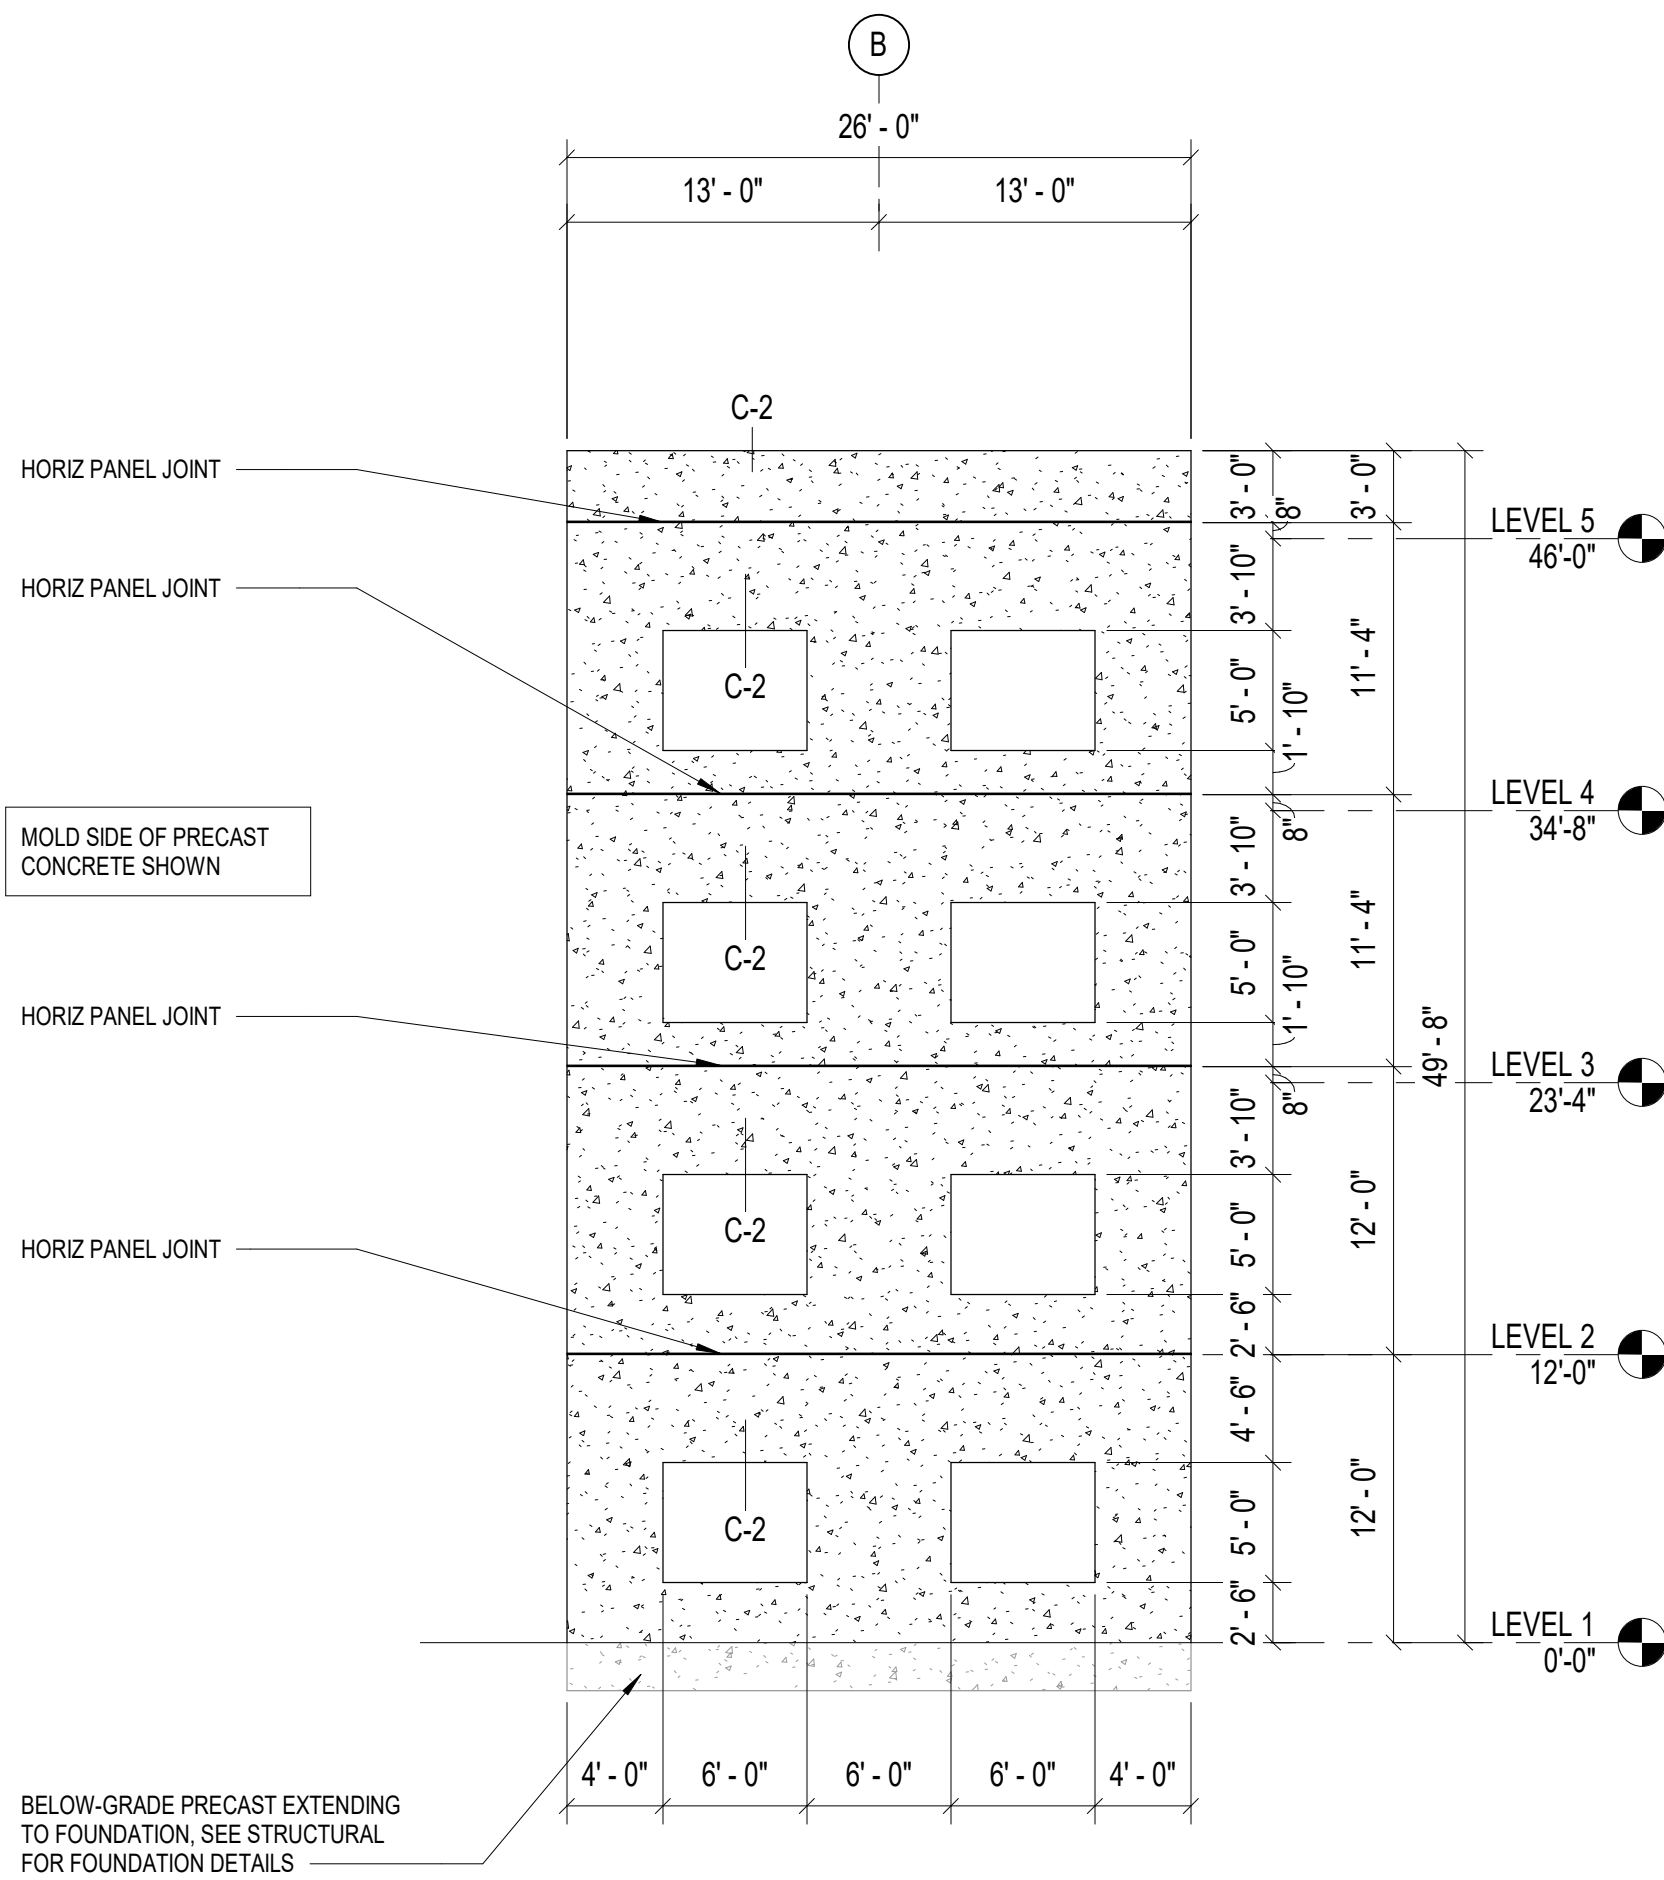 B
26' - 0"
13' - 0"
13' - 0"
C-2
HORIZ PANEL JOINT
3' - 0"
8"
3' - 0"
LEVEL 5
46'-0"
HORIZ PANEL JOINT
3' - 10"
11' - 4"
C-2
5' - 0"
1' - 10"
LEVEL 4
34'-8"
MOLD SIDE OF PRECAST
CONCRETE SHOWN
8"
3' - 10"
11' - 4"
C-2
5' - 0"
1' - 10"
HORIZ PANEL JOINT
49' - 8"
LEVEL 3
23'-4"
8"
3' - 10"
12' - 0"
C-2
5' - 0"
HORIZ PANEL JOINT
2' - 6"
LEVEL 2
12'-0"
4' - 6"
12' - 0"
C-2
5' - 0"
2' - 6"
LEVEL 1
0'-0"
4' - 0"
6' - 0"
6' - 0"
6' - 0"
4' - 0"
BELOW-GRADE PRECAST EXTENDING
TO FOUNDATION, SEE STRUCTURAL
FOR FOUNDATION DETAILS